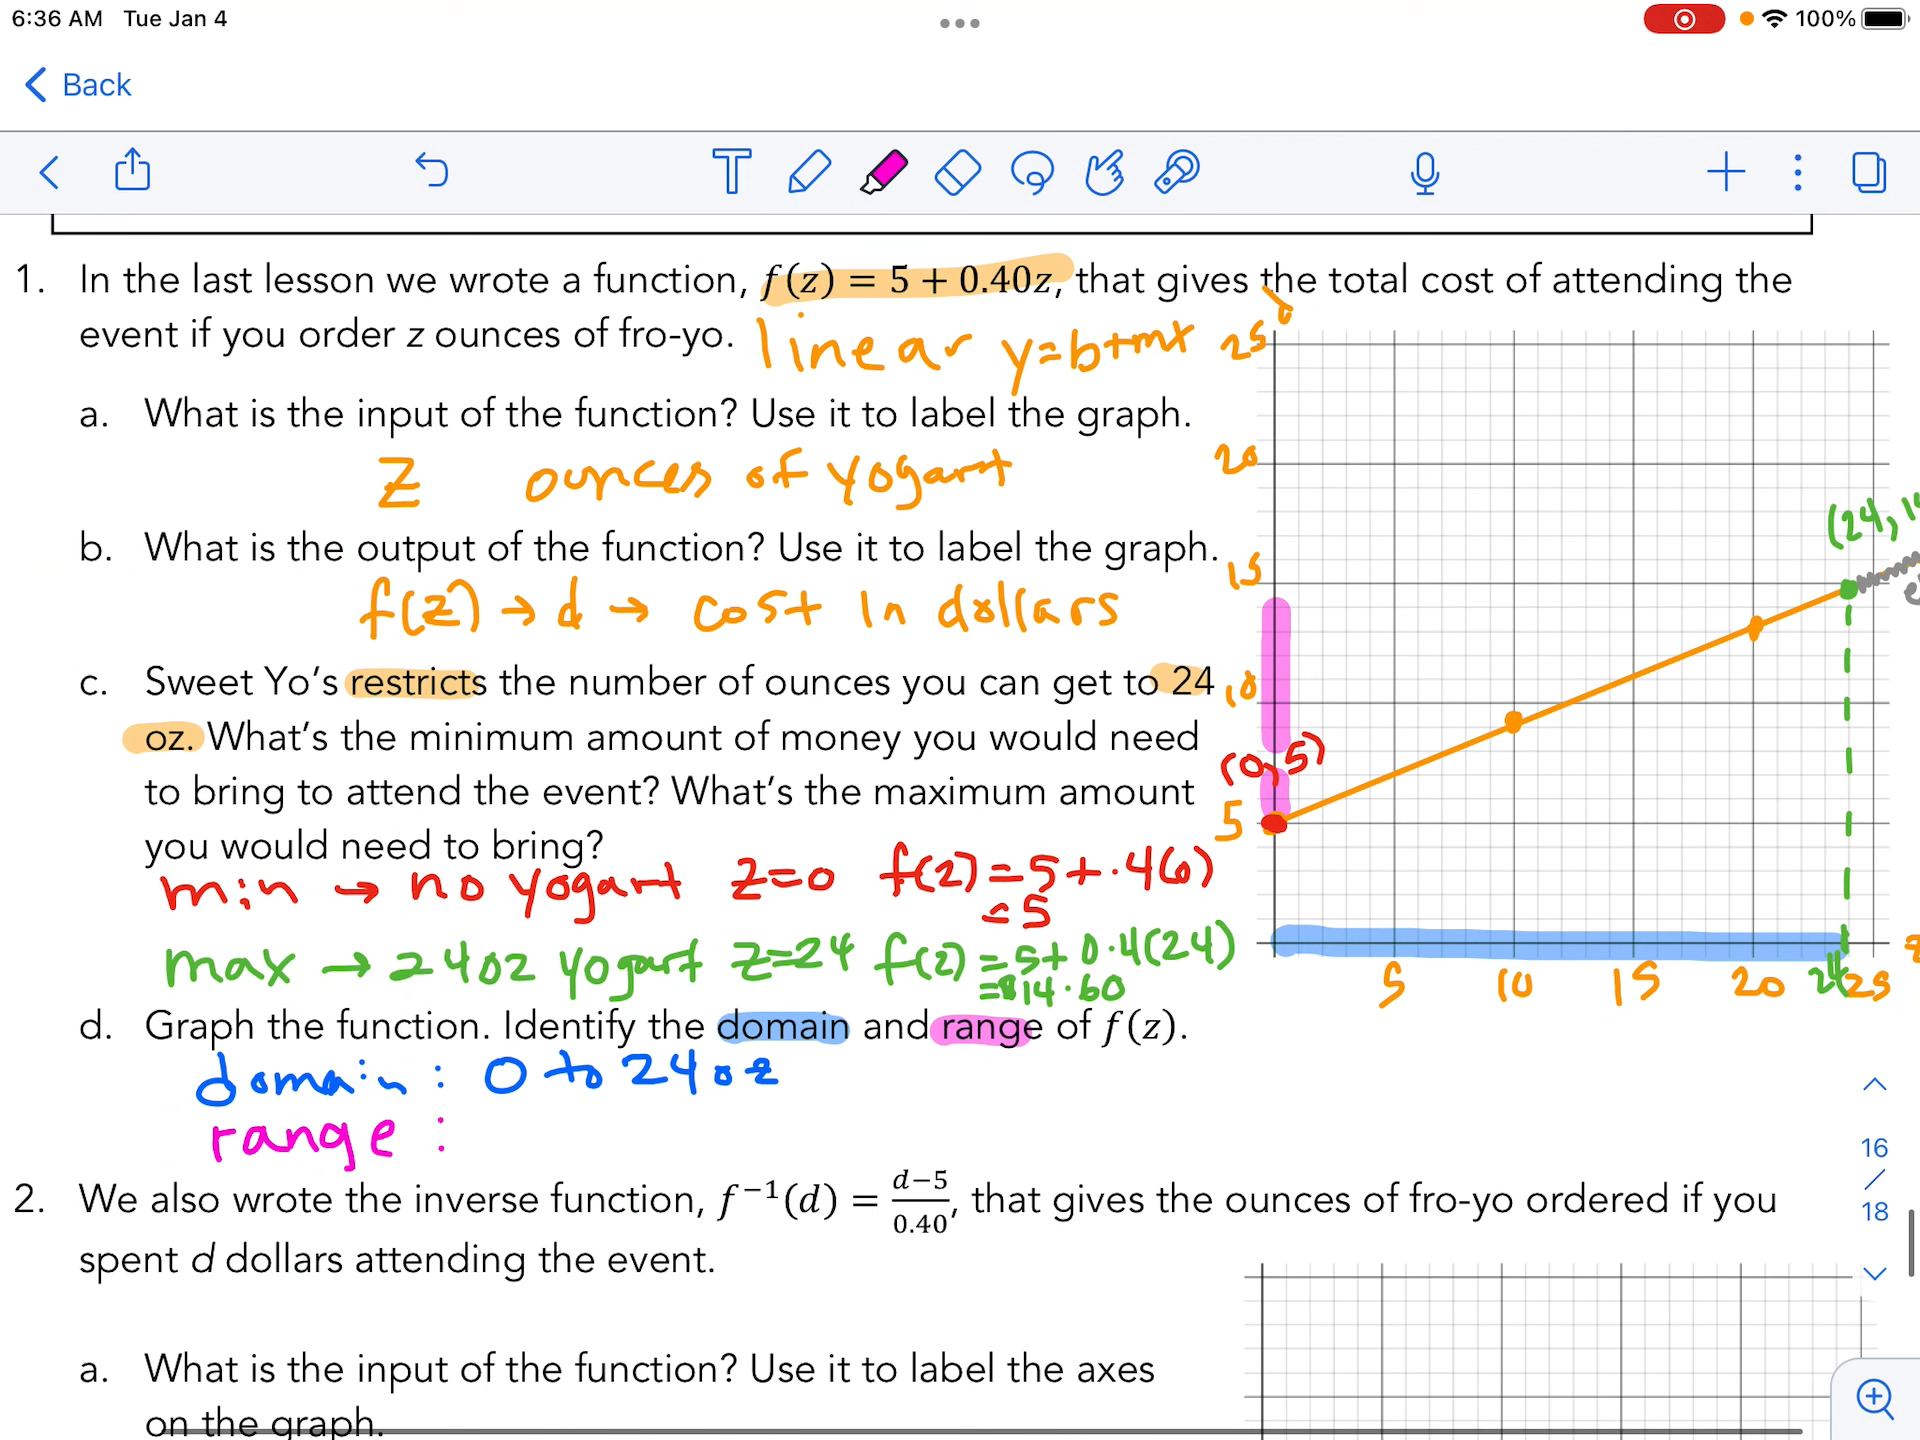 6:36 AM Tue Jan 4
100%
Back
1. In the last lesson we wrote a function, f(z) = 5 + 0.40z, that gives the total cost of attending the
event if you order z ounces of fro-yo.
linear y=b+mx
a. What is the input of the function? Use it to label the graph.
z ounces of yogart
b. What is the output of the function? Use it to label the graph.
f(z) → d → cost in dollars
c. Sweet Yo's restricts the number of ounces you can get to 24
oz. What's the minimum amount of money you would need
to bring to attend the event? What's the maximum amount
you would need to bring?
min → no yogart z=0 f(z)=5+.4(0)
=5
max → 24oz yogart z=24 f(z)=5+0.4(24)
=$14.60
d. Graph the function. Identify the domain and range of f(z).
domain: 0 to 24oz
range:
d
25
20
15
10
5
(24, 14
(0,5)
5 10 15 20 24 25
z
16
/
18
2. We also wrote the inverse function, f⁻¹(d) = (d−5)/0.40, that gives the ounces of fro-yo ordered if you
spent d dollars attending the event.
a. What is the input of the function? Use it to label the axes
on the graph.